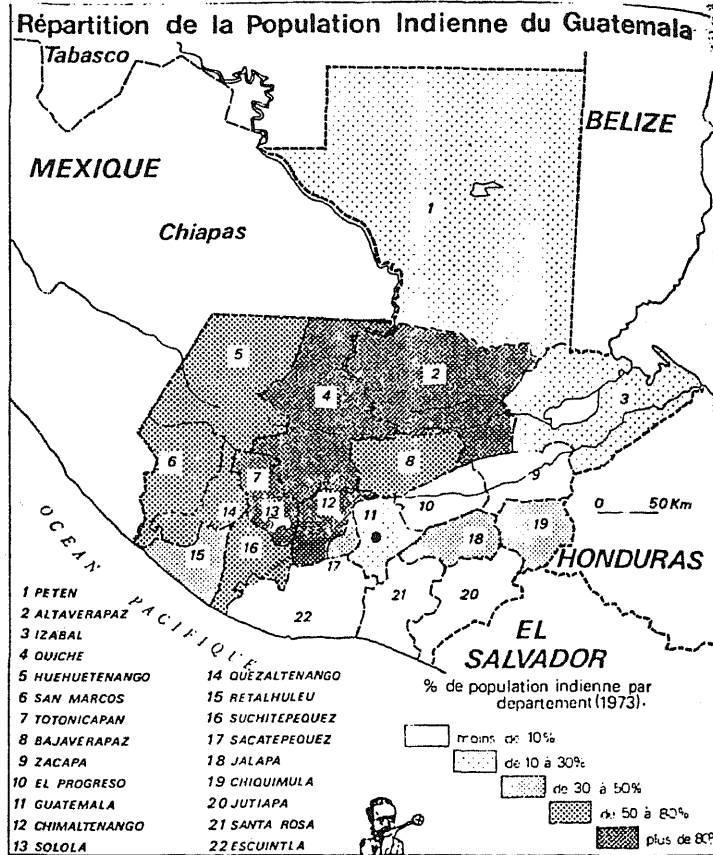 Répartition de la Population Indienne du Guatemala
Tabasco
BELIZE
MEXIQUE
1
Chiapas
5
2
4
3
6
7
8
9
12
13
14
10
11
0 50 Km
15
16
17
18
19
HONDURAS
OCEAN PACIFIQUE
22
21
20
EL SALVADOR
1 PETEN
2 ALTAVERAPAZ
3 IZABAL
4 QUICHE
5 HUEHUETENANGO
6 SAN MARCOS
7 TOTONICAPAN
8 BAJAVERAPAZ
9 ZACAPA
10 EL PROGRESO
11 GUATEMALA
12 CHIMALTENANGO
13 SOLOLA
14 QUEZALTENANGO
15 RETALHULEU
16 SUCHITEPEQUEZ
17 SACATEPEQUEZ
18 JALAPA
19 CHIQUIMULA
20 JUTIAPA
21 SANTA ROSA
22 ESCUINTLA
% de population indienne par
departement (1973).
moins de 10%
de 10 à 30%
de 30 à 50%
de 50 à 80%
plus de 80%